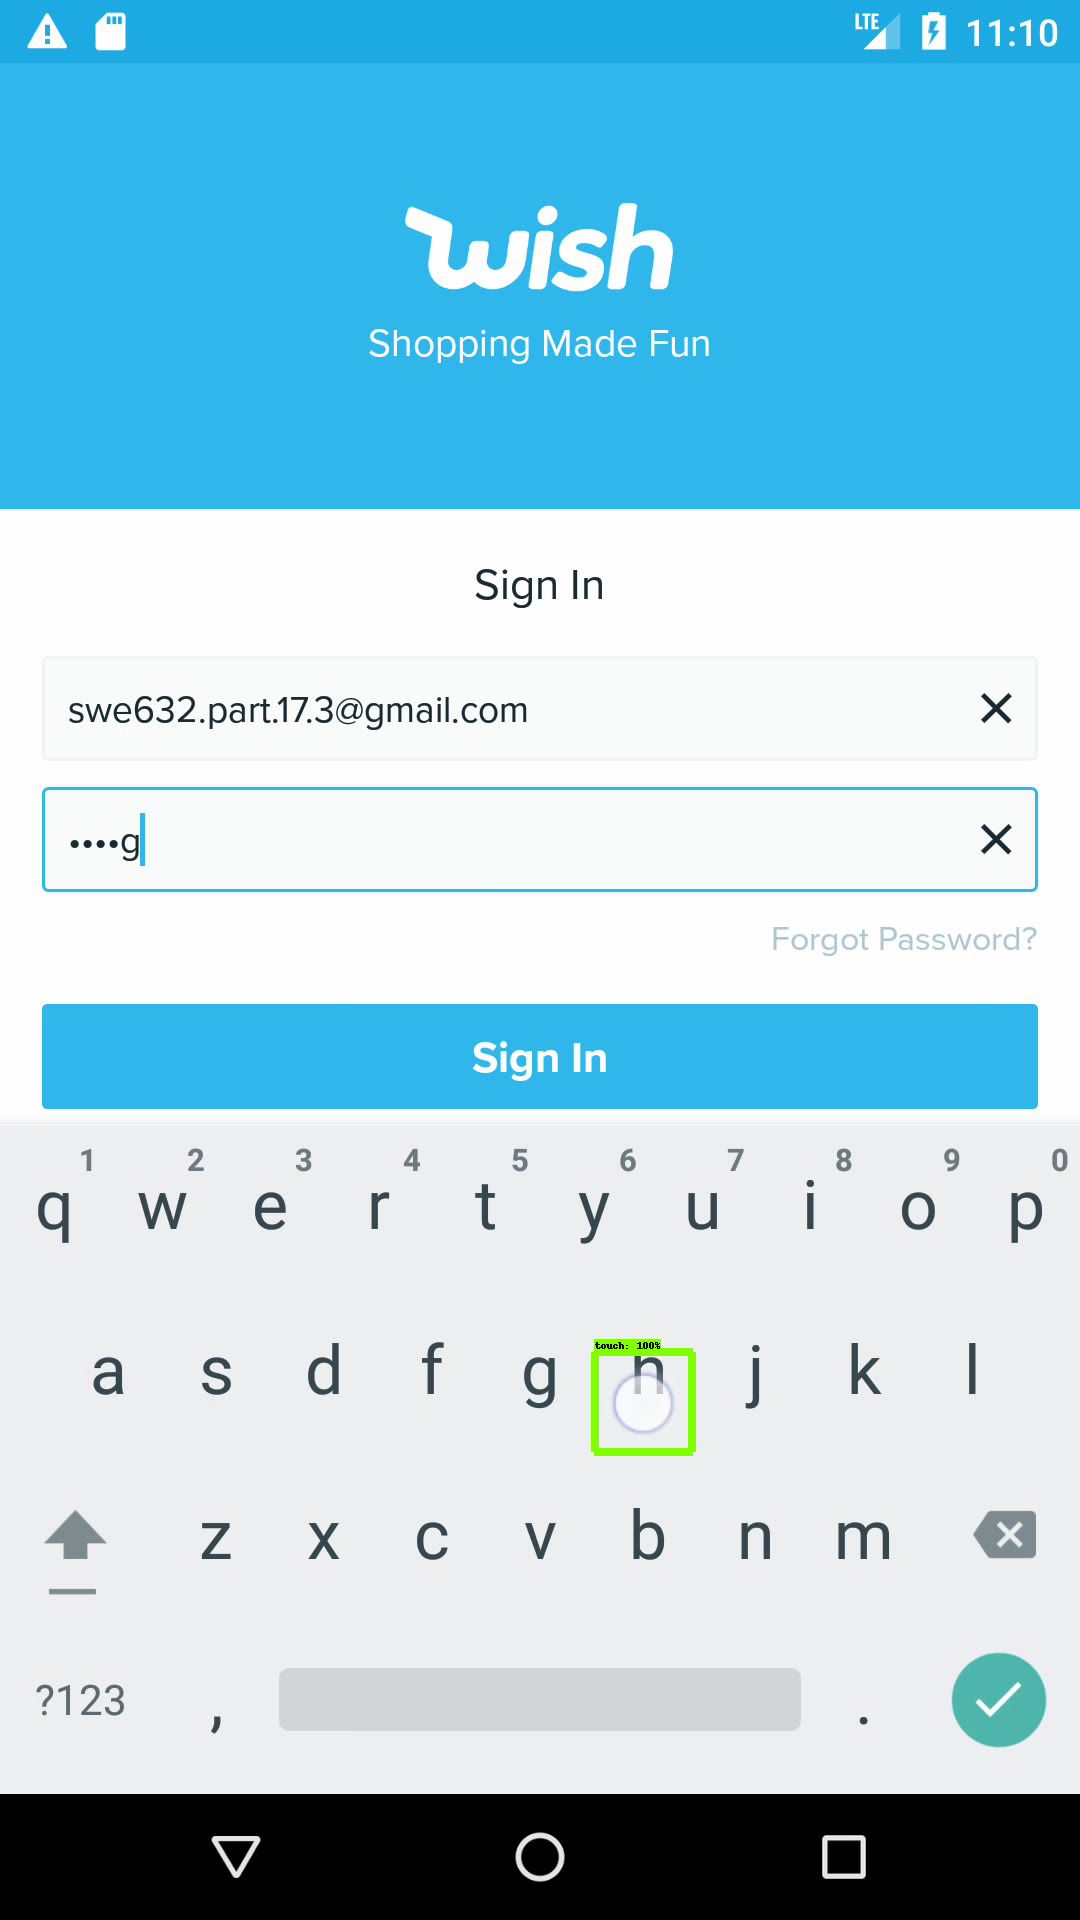 LTE 11:10
wish
Shopping Made Fun
Sign In
swe632.part.17.3@gmail.com
••••g
Forgot Password?
Sign In
1 2 3 4 5 6 7 8 9 0
q w e r t y u i o p
touch: 100%
a s d f g h j k l
z x c v b n m
?123 , .